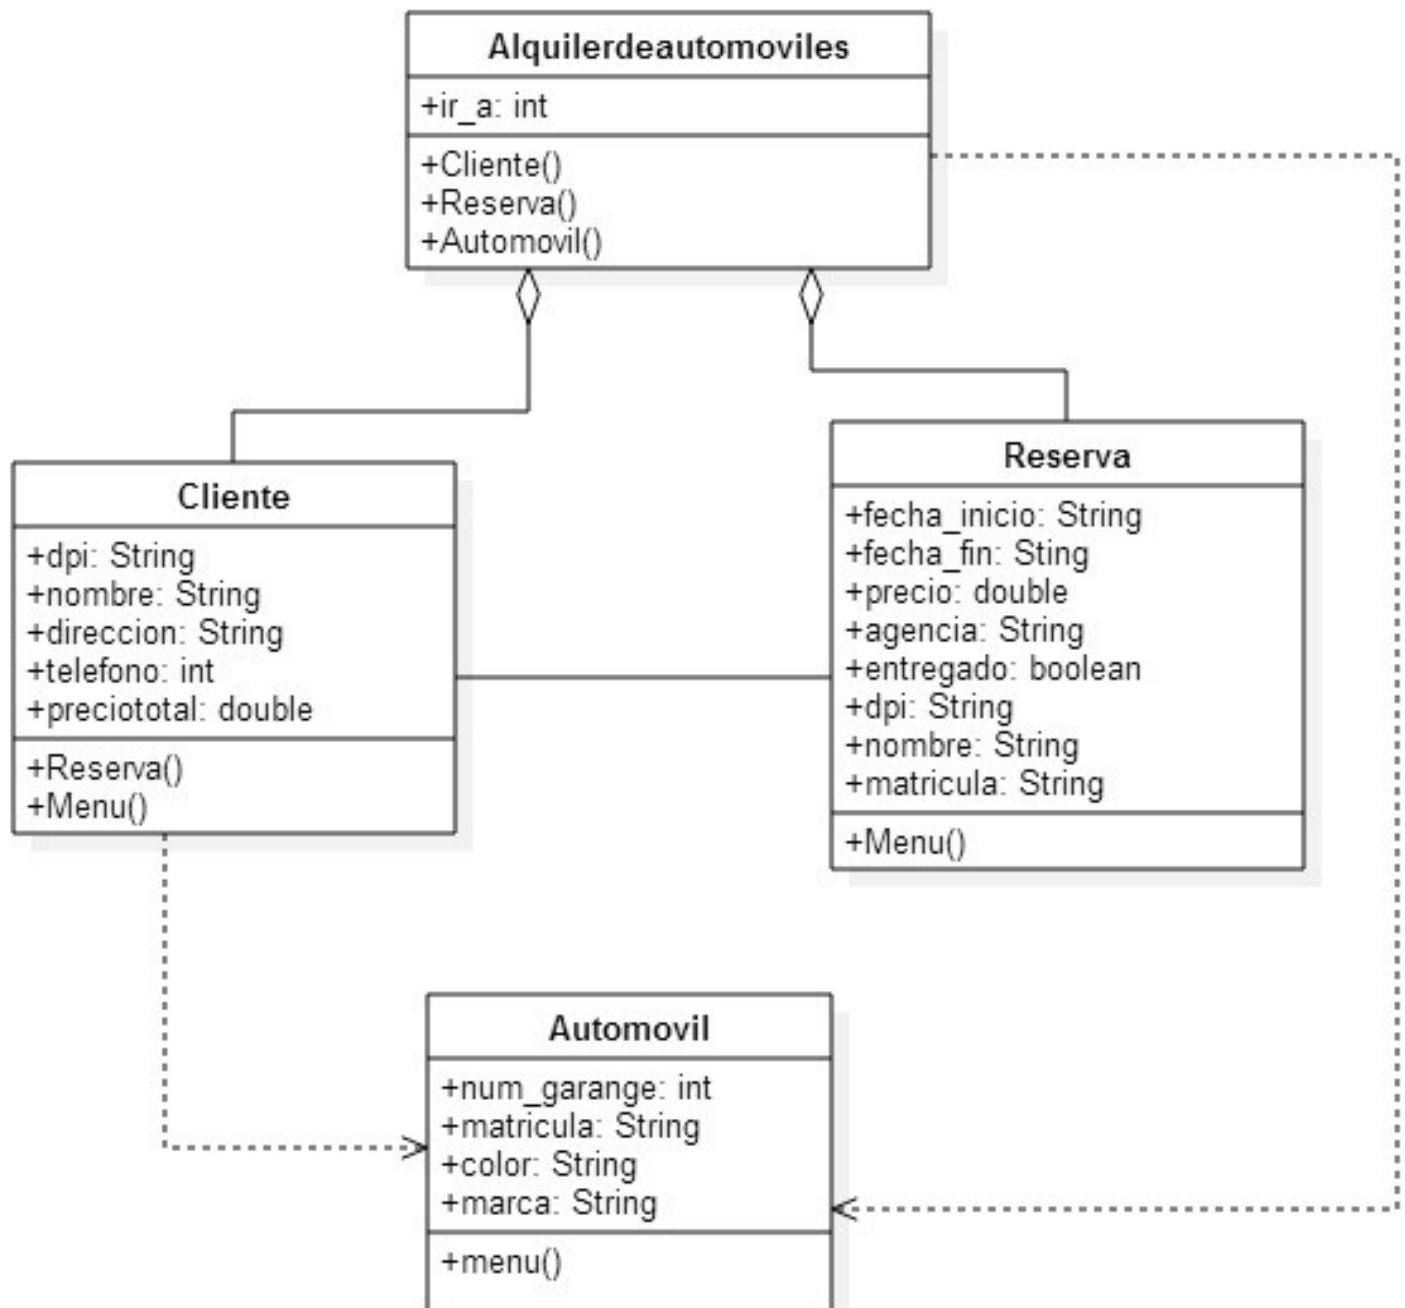 Alquilerdeautomoviles
+ir_a: int
+Cliente()
+Reserva()
+Automovil()
Cliente
+dpi: String
+nombre: String
+direccion: String
+telefono: int
+preciototal: double
+Reserva()
+Menu()
Reserva
+fecha_inicio: String
+fecha_fin: Sting
+precio: double
+agencia: String
+entregado: boolean
+dpi: String
+nombre: String
+matricula: String
+Menu()
Automovil
+num_garange: int
+matricula: String
+color: String
+marca: String
+menu()